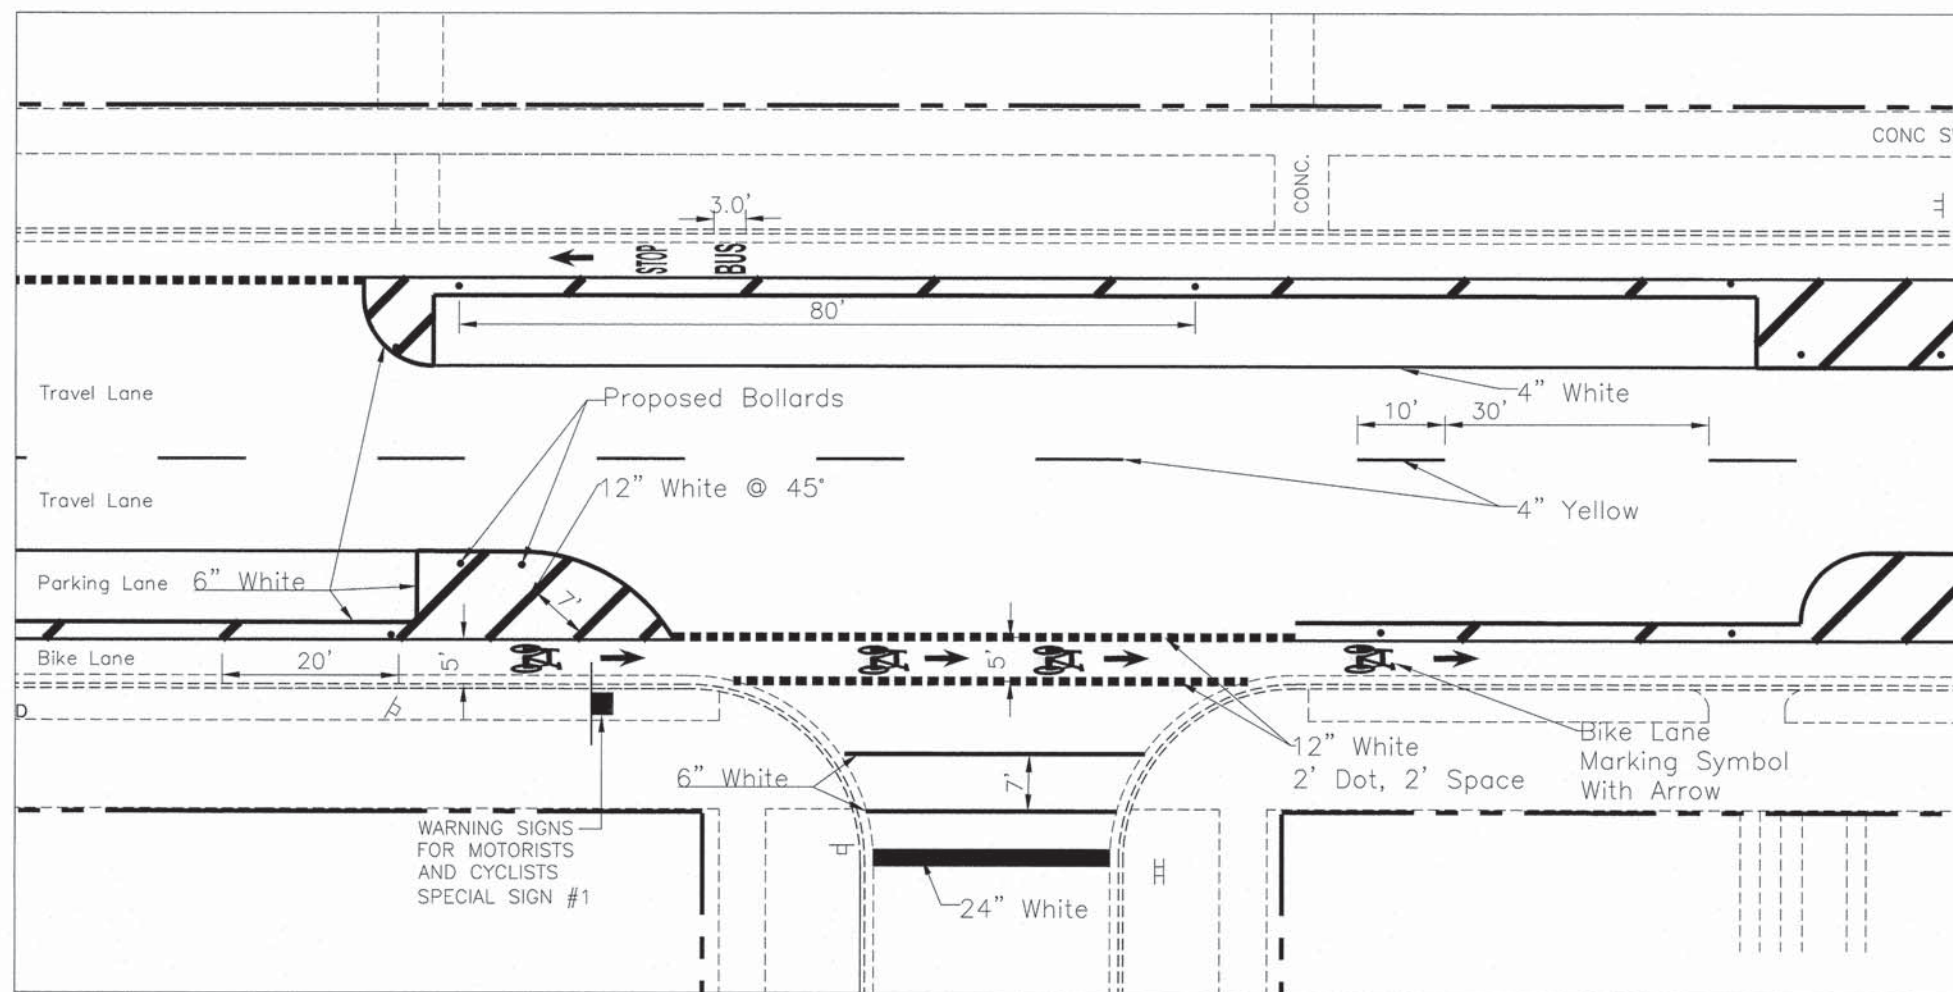 CONC S
CONC.
3.0'
STOP
BUS
80'
Travel Lane
Proposed Bollards
4" White
10'
30'
12" White @ 45°
Travel Lane
4" Yellow
Parking Lane
6" White
7'
Bike Lane
20'
5'
5'
D
12" White
2' Dot, 2' Space
Bike Lane
Marking Symbol
With Arrow
6" White
7'
WARNING SIGNS
FOR MOTORISTS
AND CYCLISTS
SPECIAL SIGN #1
24" White